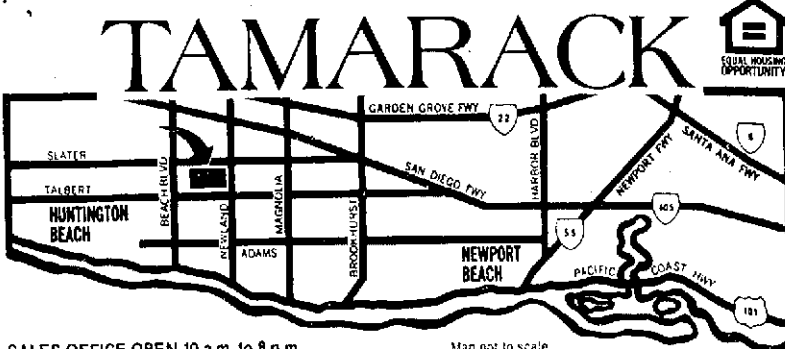 TAMARACK
EQUAL HOUSING
OPPORTUNITY
GARDEN GROVE FWY
22
SLATER
SAN DIEGO FWY
HARBOR BLVD
NEWPORT FWY
SANTA ANA FWY
TALBERT
BEACH BLVD
NEWLAND
MAGNOLIA
BROOKHURST
HUNTINGTON
BEACH
ADAMS
405
55
NEWPORT
BEACH
PACIFIC COAST HWY
101
SALES OFFICE OPEN 10 a.m. to 8 p.m.
Map not to scale